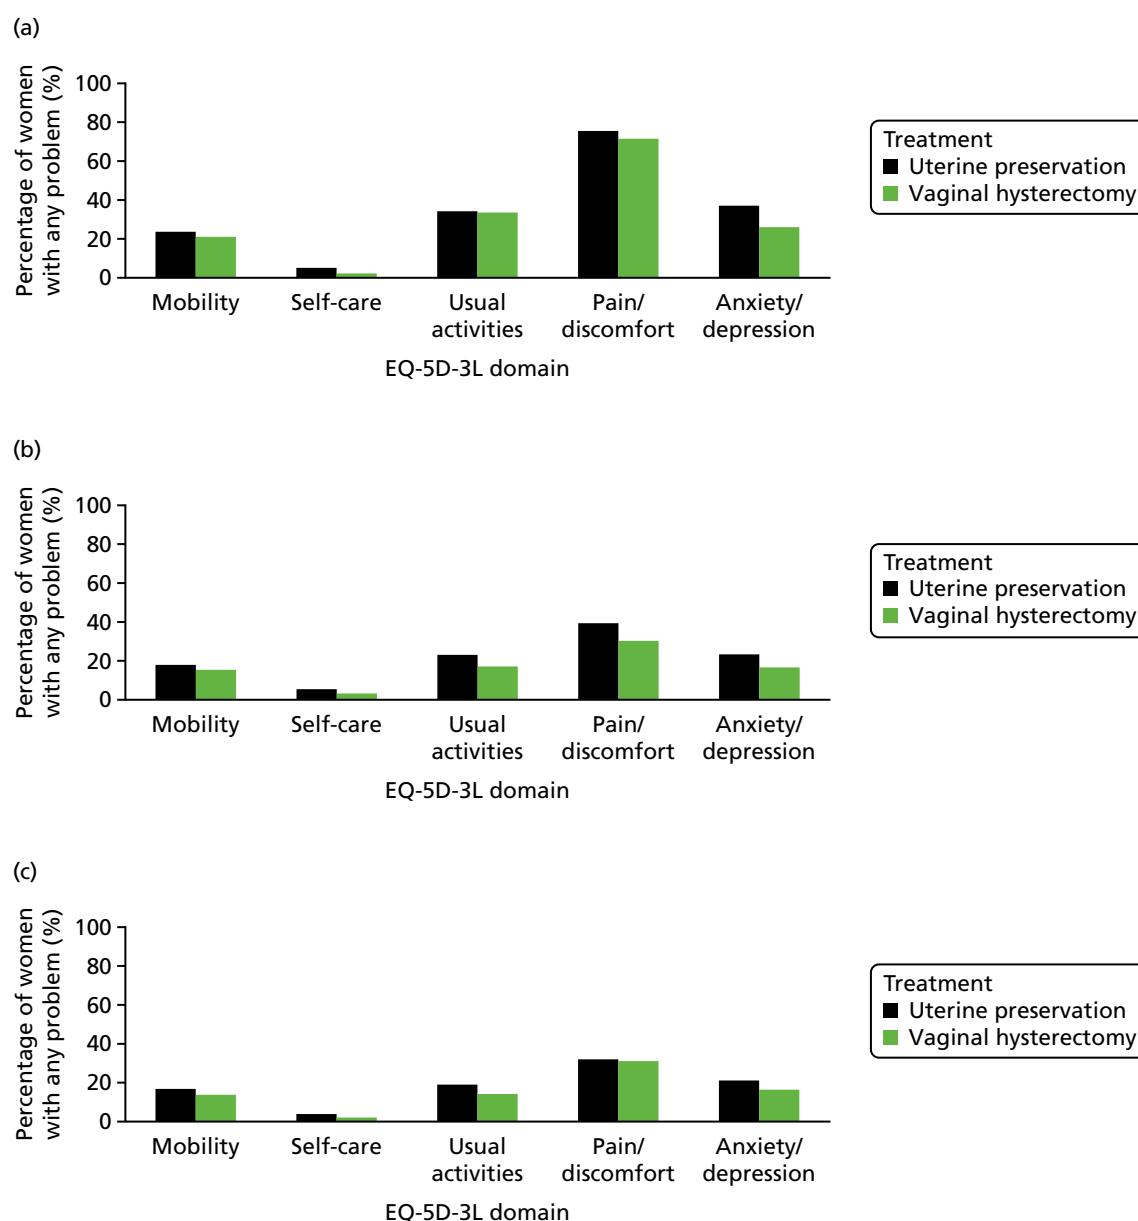 (a)
Percentage of women
with any problem (%)
100
80
60
40
20
0
Mobility
Self-care
Usual
activities
Pain/
discomfort
Anxiety/
depression
EQ-5D-3L domain
Treatment
Uterine preservation
Vaginal hysterectomy
(b)
Percentage of women
with any problem (%)
100
80
60
40
20
0
Mobility
Self-care
Usual
activities
Pain/
discomfort
Anxiety/
depression
EQ-5D-3L domain
Treatment
Uterine preservation
Vaginal hysterectomy
(c)
Percentage of women
with any problem (%)
100
80
60
40
20
0
Mobility
Self-care
Usual
activities
Pain/
discomfort
Anxiety/
depression
EQ-5D-3L domain
Treatment
Uterine preservation
Vaginal hysterectomy